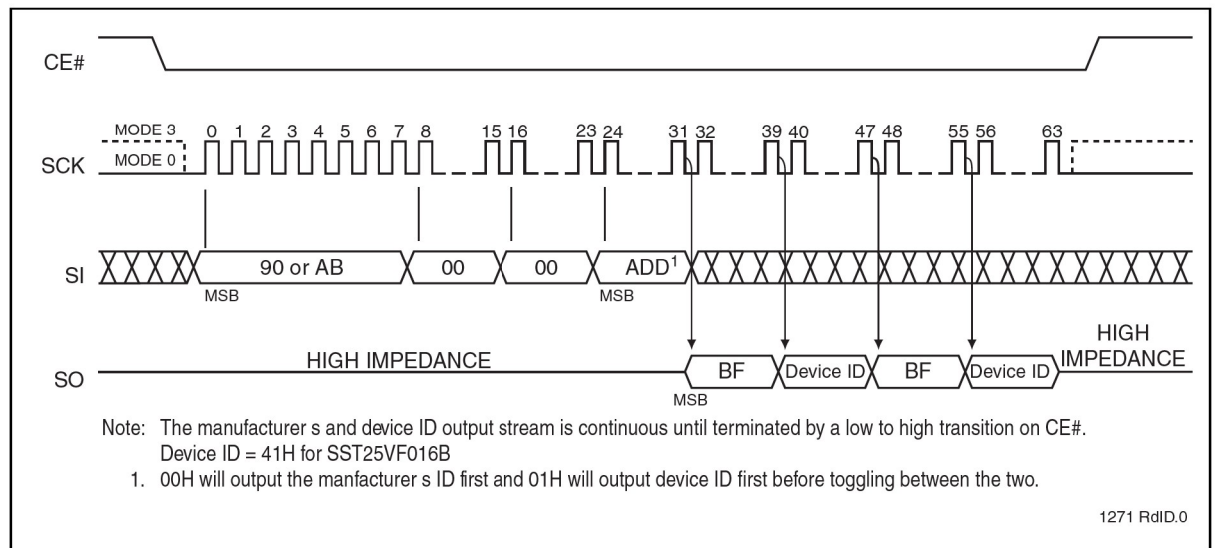 CE#
MODE 3
0 1 2 3 4 5 6 7 8 15 16 23 24 31 32 39 40 47 48 55 56 63
SCK
MODE 0
SI
90 or AB 00 00 ADD1
MSB MSB
HIGH IMPEDANCE
HIGH IMPEDANCE
SO
BF Device ID BF Device ID
MSB
Note: The manufacturer s and device ID output stream is continuous until terminated by a low to high transition on CE#.
Device ID = 41H for SST25VF016B
1. 00H will output the manfacturer s ID first and 01H will output device ID first before toggling between the two.
1271 RdID.0